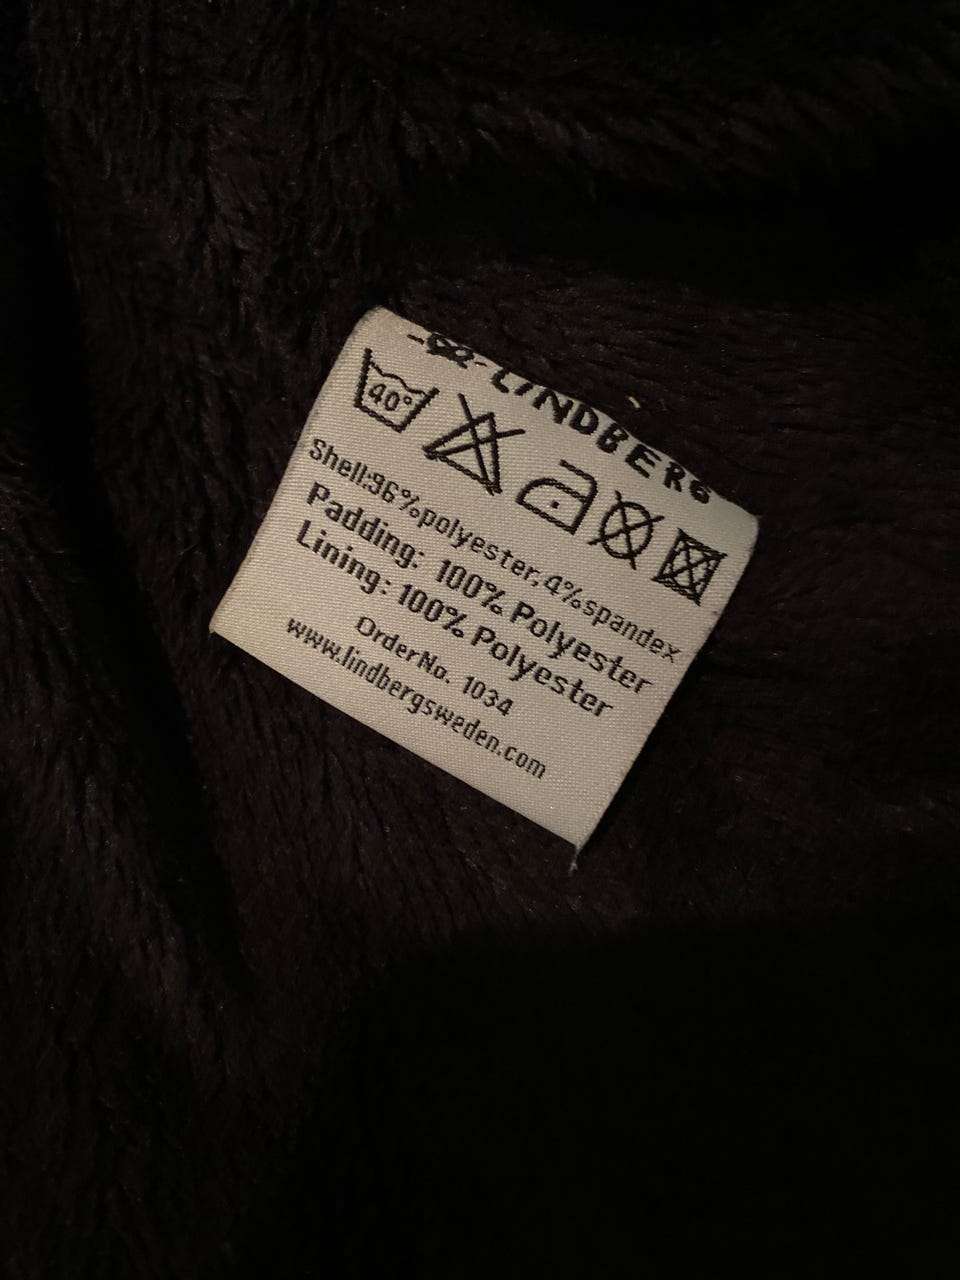 LINDBERG
40°
Shell:96%polyester,4%spandex
Padding: 100% Polyester
Lining: 100% Polyester
OrderNo. 1034
www.lindbergsweden.com